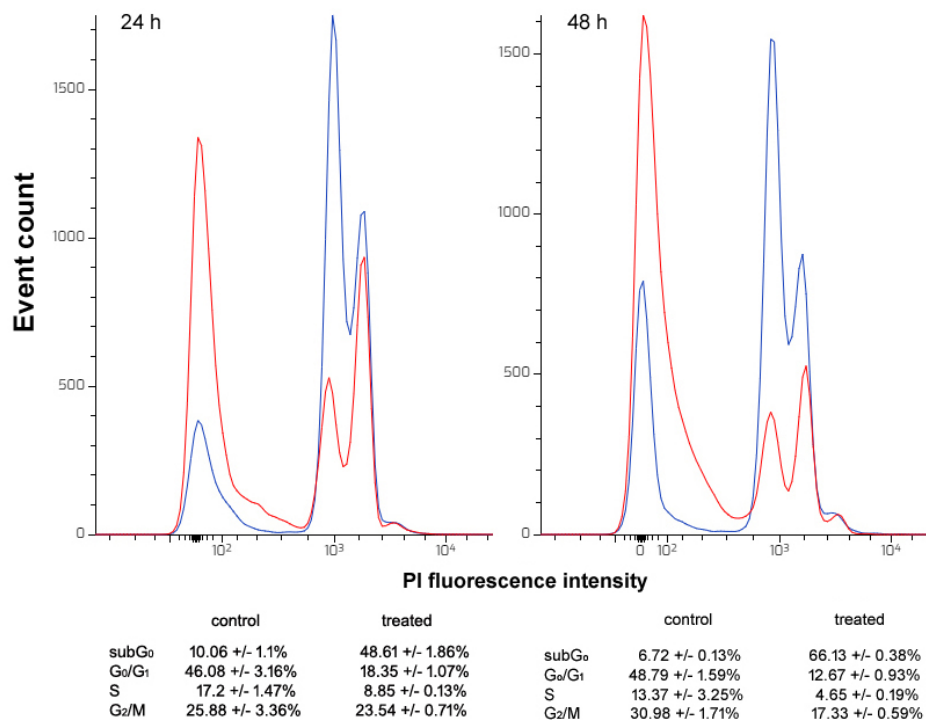 24 h
48 h
1500
1000
500
0
10²
10³
10⁴
1500
1000
500
0
0
10²
10³
10⁴
Event count
PI fluorescence intensity
control treated
subG₀ 10.06 +/- 1.1% 48.61 +/- 1.86%
G₀/G₁ 46.08 +/- 3.16% 18.35 +/- 1.07%
S 17.2 +/- 1.47% 8.85 +/- 0.13%
G₂/M 25.88 +/- 3.36% 23.54 +/- 0.71%
control treated
subG₀ 6.72 +/- 0.13% 66.13 +/- 0.38%
G₀/G₁ 48.79 +/- 1.59% 12.67 +/- 0.93%
S 13.37 +/- 3.25% 4.65 +/- 0.19%
G₂/M 30.98 +/- 1.71% 17.33 +/- 0.59%